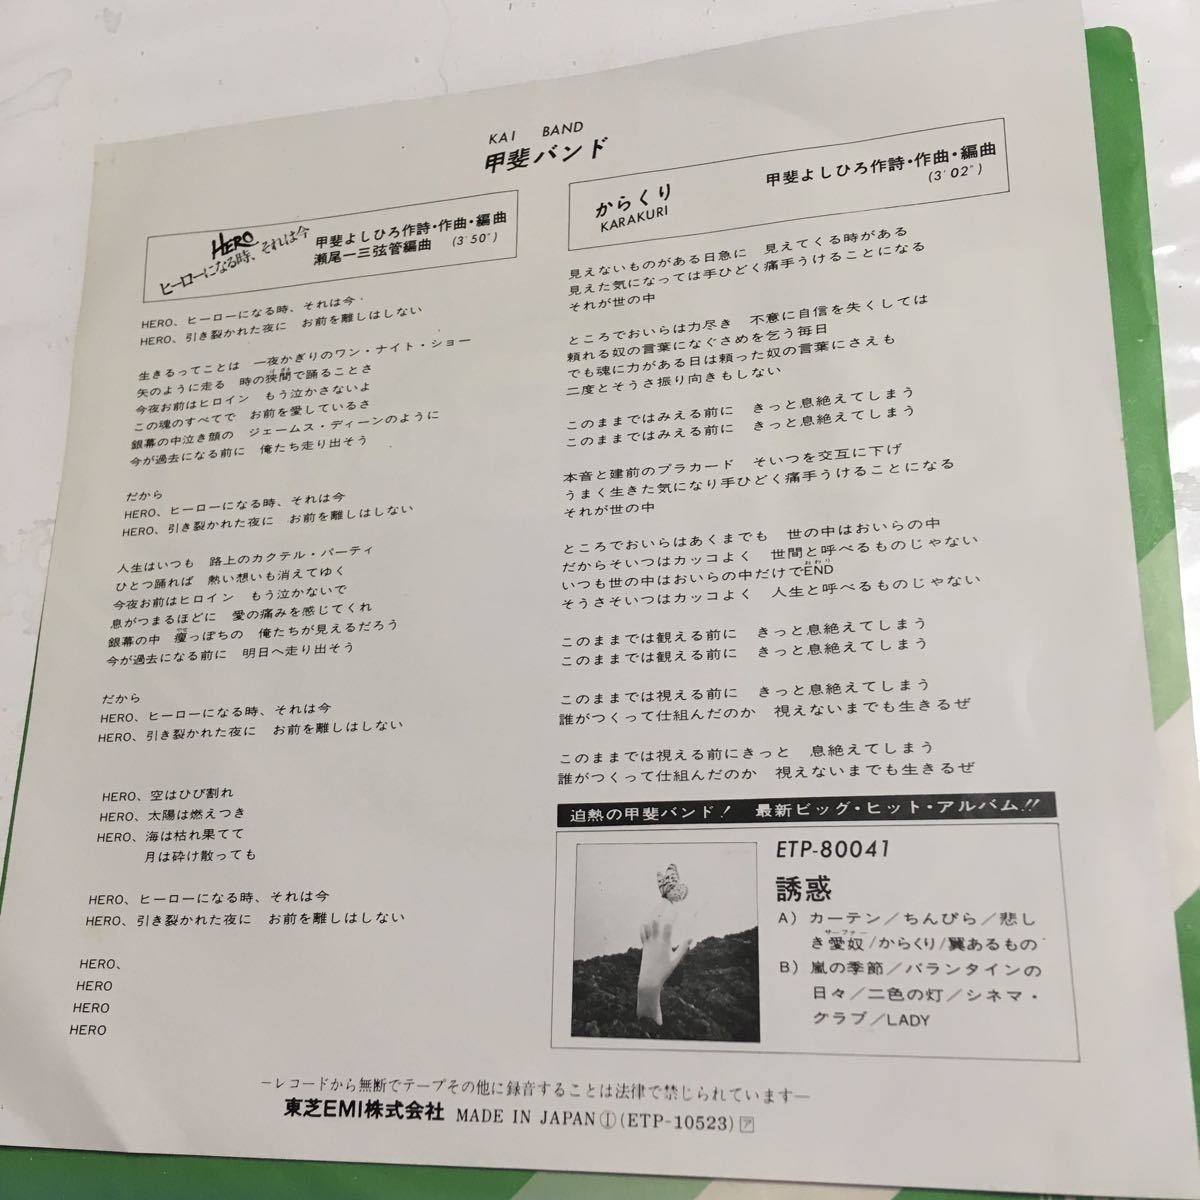 KAI BAND
甲斐バンド
HERO
ヒーローになる時、それは今
甲斐よしひろ作詩・作曲・編曲
瀬尾一三弦管編曲 (3'50")
HERO、ヒーローになる時、それは今
HERO、引き裂かれた夜に お前を離しはしない
生きるってことは 一夜かぎりのワン・ナイト・ショー
矢のように走る 時の狭間で踊ることさ
今夜お前はヒロイン もう泣かさないよ
この魂のすべてで お前を愛しているさ
銀幕の中泣き顔の ジェームス・ディーンのように
今が過去になる前に 俺たち走り出そう
だから
HERO、ヒーローになる時、それは今
HERO、引き裂かれた夜に お前を離しはしない
人生はいつも 路上のカクテル・パーティ
ひとつ踊れば 熱い想いも消えてゆく
今夜お前はヒロイン もう泣かないで
息がつまるほどに 愛の痛みを感じてくれ
銀幕の中 瘦っぽちの 俺たちが見えるだろう
今が過去になる前に 明日へ走り出そう
だから
HERO、ヒーローになる時、それは今
HERO、引き裂かれた夜に お前を離しはしない
HERO、空はひび割れ
HERO、太陽は燃えつき
HERO、海は枯れ果てて
月は砕け散っても
HERO、ヒーローになる時、それは今
HERO、引き裂かれた夜に お前を離しはしない
HERO、
HERO
HERO
HERO
からくり
KARAKURI
甲斐よしひろ作詩・作曲・編曲
(3'02")
見えないものがある日急に 見えてくる時がある
見えた気になっては手ひどく痛手うけることになる
それが世の中
ところでおいらは力尽き 不意に自信を失くしては
頼れる奴の言葉になぐさめを乞う毎日
でも魂に力がある日は頼った奴の言葉にさえも
二度とそうさ振り向きもしない
このままではみえる前に きっと息絶えてしまう
このままではみえる前に きっと息絶えてしまう
本音と建前のプラカード そいつを交互に下げ
うまく生きた気になり手ひどく痛手うけることになる
それが世の中
ところでおいらはあくまでも 世の中はおいらの中
だからそいつはカッコよく 世間と呼べるものじゃない
おわり
いつも世の中はおいらの中だけでEND
そうさそいつはカッコよく 人生と呼べるものじゃない
このままでは観える前に きっと息絶えてしまう
このままでは観える前に きっと息絶えてしまう
このままでは視える前に きっと息絶えてしまう
誰がつくって仕組んだのか 視えないまでも生きるぜ
このままでは視える前にきっと 息絶えてしまう
誰がつくって仕組んだのか 視えないまでも生きるぜ
迫熱の甲斐バンド! 最新ビッグ・ヒット・アルバム!!
ETP-80041
誘惑
A) カーテン/ちんぴら/悲し
サーファー
き愛奴/からくり/翼あるもの
B) 嵐の季節/バランタインの
日々/二色の灯/シネマ・
クラブ/LADY
—レコードから無断でテープその他に録音することは法律で禁じられています—
東芝EMI株式会社 MADE IN JAPAN Ⓙ (ETP-10523) ア